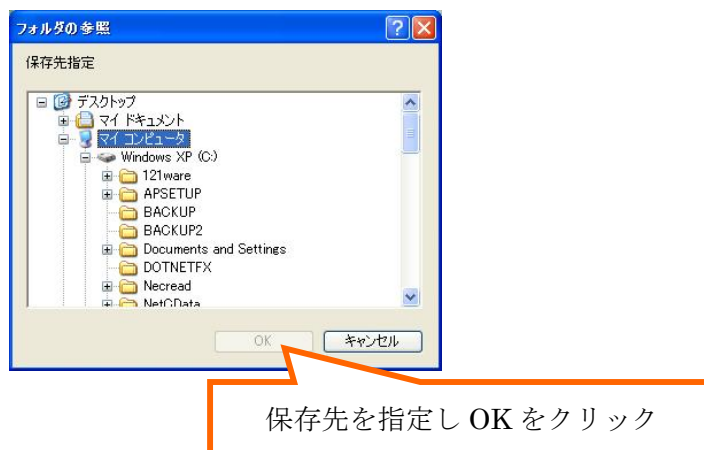 フォルダの参照
保存先指定
デスクトップ
マイ ドキュメント
マイ コンピュータ
Windows XP (C:)
121ware
APSETUP
BACKUP
BACKUP2
Documents and Settings
DOTNETFX
Necread
NetCData
OK
キャンセル
保存先を指定し OK をクリック